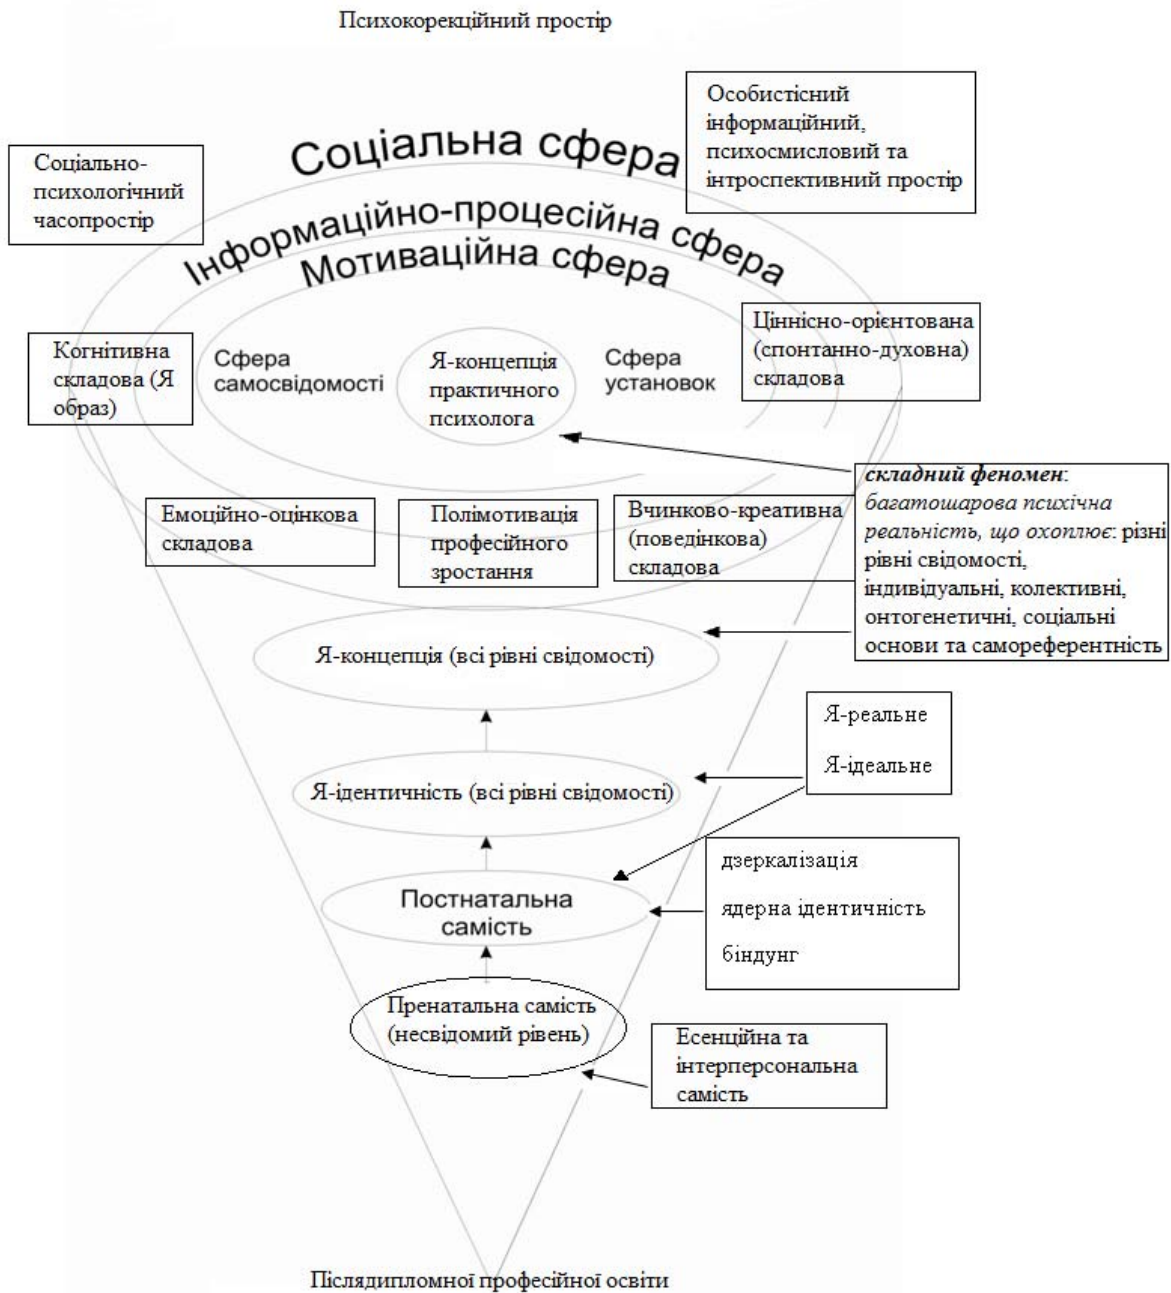 Психокорекційний простір
Особистісний
інформаційний,
психосмисловий та
інтроспективний простір
Соціальна сфера
Соціально-
психологічний
часопростір
Інформаційно-процесійна сфера
Мотиваційна сфера
Когнітивна
складова (Я
образ)
Сфера
самосвідомості
Я-концепція
практичного
психолога
Сфера
установок
Ціннісно-орієнтована
(спонтанно-духовна)
складова
складний феномен:
багатошарова психічна
реальність, що охоплює: різні
рівні свідомості,
індивідуальні, колективні,
онтогенетичні, соціальні
основи та самореферентність
Емоційно-оцінкова
складова
Полімотивація
професійного
зростання
Вчинково-креативна
(поведінкова)
складова
Я-концепція (всі рівні свідомості)
Я-реальне
Я-ідеальне
Я-ідентичність (всі рівні свідомості)
дзеркалізація
ядерна ідентичність
біндунг
Постнатальна
самість
Пренатальна самість
(несвідомий рівень)
Есенційна та
інтерперсональна
самість
Післядипломної професійної освіти